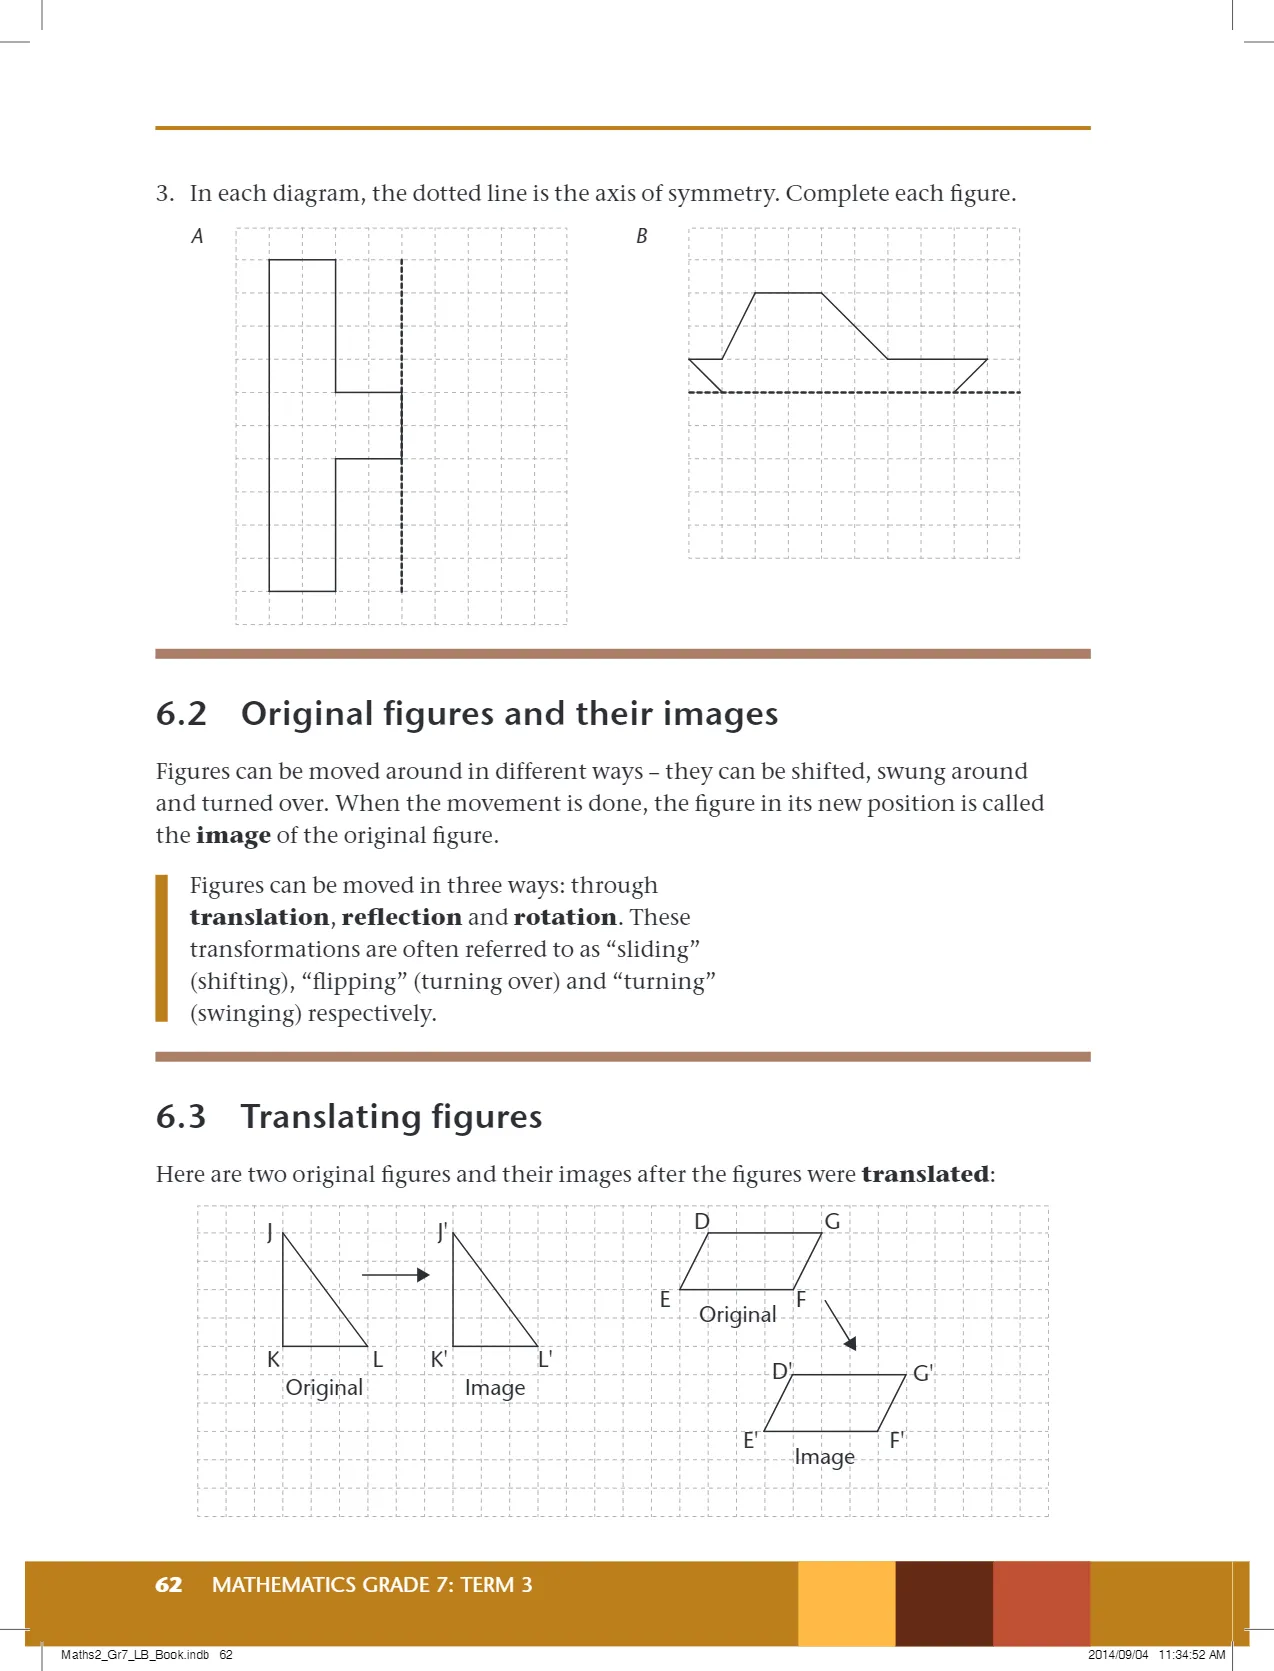 3. In each diagram, the dotted line is the axis of symmetry. Complete each figure.
A
B
6.2 Original figures and their images
Figures can be moved around in different ways – they can be shifted, swung around
and turned over. When the movement is done, the figure in its new position is called
the image of the original figure.
Figures can be moved in three ways: through
translation, reflection and rotation. These
transformations are often referred to as “sliding”
(shifting), “flipping” (turning over) and “turning”
(swinging) respectively.
6.3 Translating figures
Here are two original figures and their images after the figures were translated:
J
K
L
Original
J'
K'
L'
Image
D
G
E
F
Original
D'
G'
E'
F'
Image
62 MATHEMATICS GRADE 7: TERM 3
Maths2_Gr7_LB_Book.indb 62
2014/09/04 11:34:52 AM